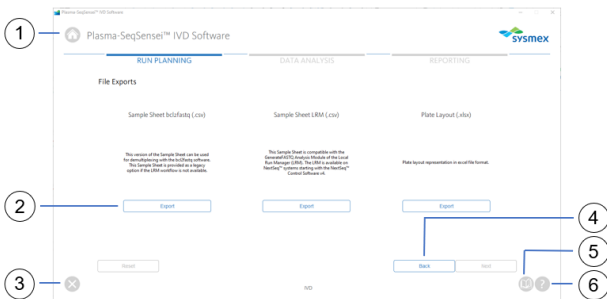 Plasma-SeqSensei™ IVD Software
1
Plasma-SeqSensei™ IVD Software
sysmex
RUN PLANNING
DATA ANALYSIS
REPORTING
File Exports
Sample Sheet bcl2fastq (.csv)
Sample Sheet LRM (.csv)
Plate Layout (.xlsx)
This version of the Sample Sheet can be used
for demultiplexing with the bcl2fastq software.
This Sample Sheet is provided as a legacy
option if the LRM workflow is not available.
This Sample Sheet is compatible with the
GenerateFASTQ Analysis Module of the Local
Run Manager (LRM). The LRM is available on
NextSeq™ systems starting with the NextSeq™
Control Software v4.
Plate layout representation in excel file format.
2
Export
Export
Export
4
5
Reset
Back
Next
3
IVD
?
6